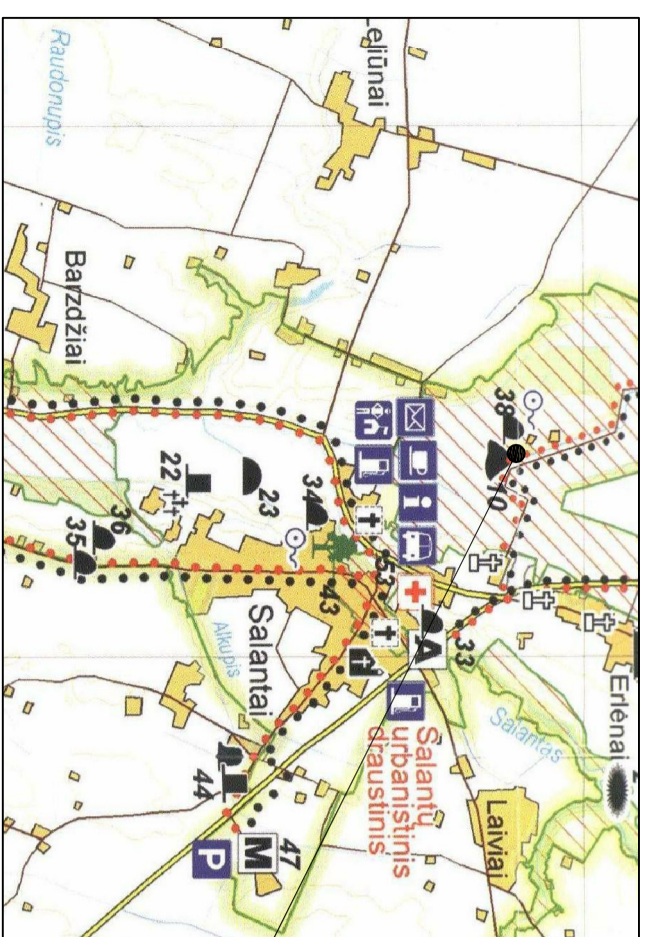 Leliūnai
Raudonupis
Barzdžiai
38
10
22
23
34
36
35
53
43
Salantai
Alkupis
A
33
i
Salantų
urbanistinis
draustinis
Salantas
Erlėnai
Laiviai
44
47
M
P